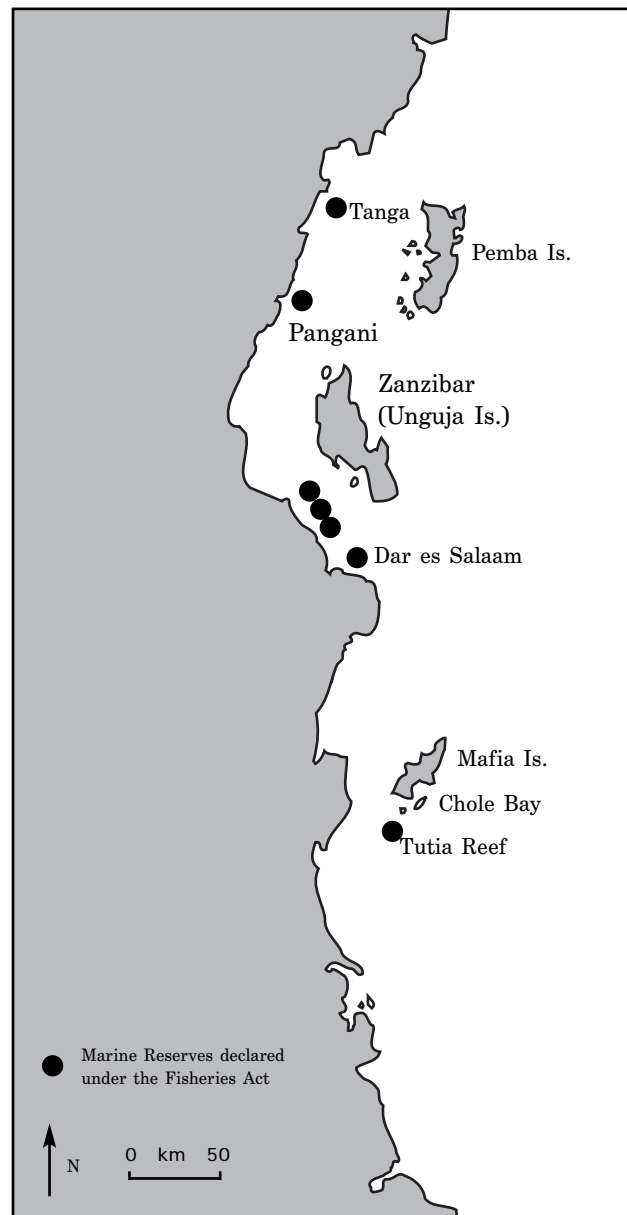 Tanga
Pemba Is.
Pangani
Zanzibar
(Unguja Is.)
Dar es Salaam
Mafia Is.
Chole Bay
Tutia Reef
Marine Reserves declared
under the Fisheries Act
0 km 50
N